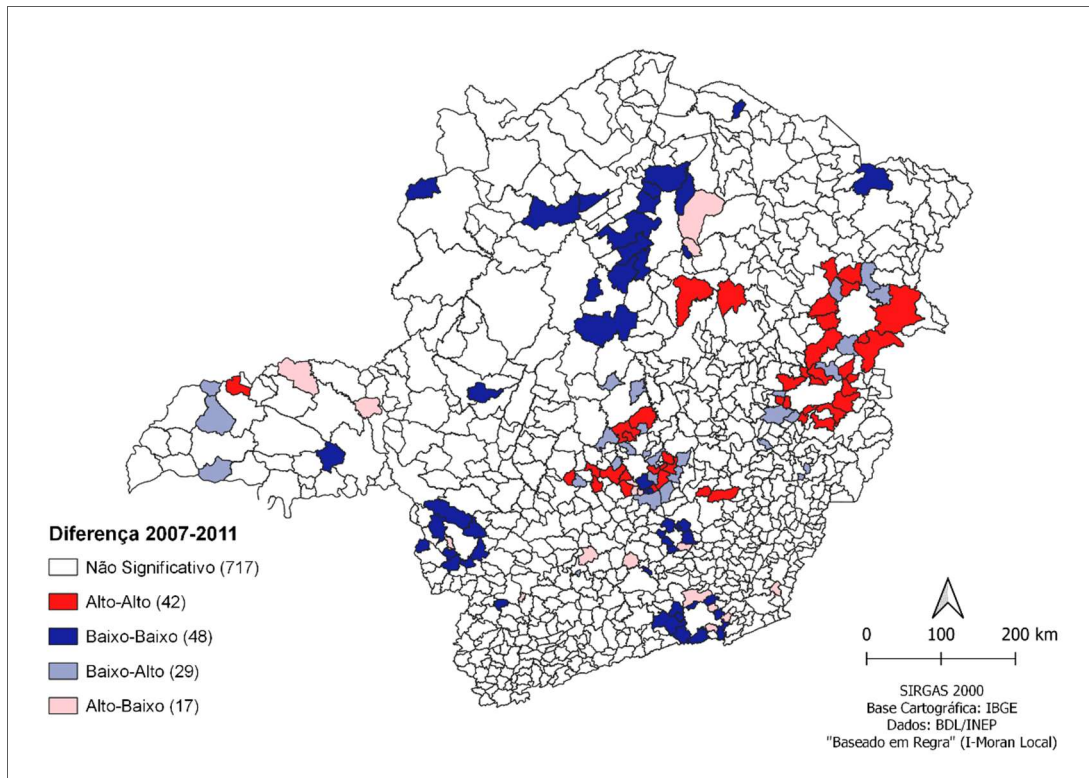 Diferença 2007-2011
Não Significativo (717)
Alto-Alto (42)
Baixo-Baixo (48)
Baixo-Alto (29)
Alto-Baixo (17)
0 100 200 km
SIRGAS 2000
Base Cartográfica: IBGE
Dados: BDL/INEP
"Baseado em Regra" (I-Moran Local)